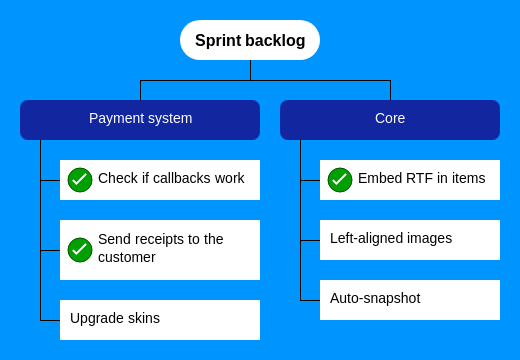 Sprint backlog
Payment system
Check if callbacks work
Send receipts to the
customer
Upgrade skins
Core
Embed RTF in items
Left-aligned images
Auto-snapshot